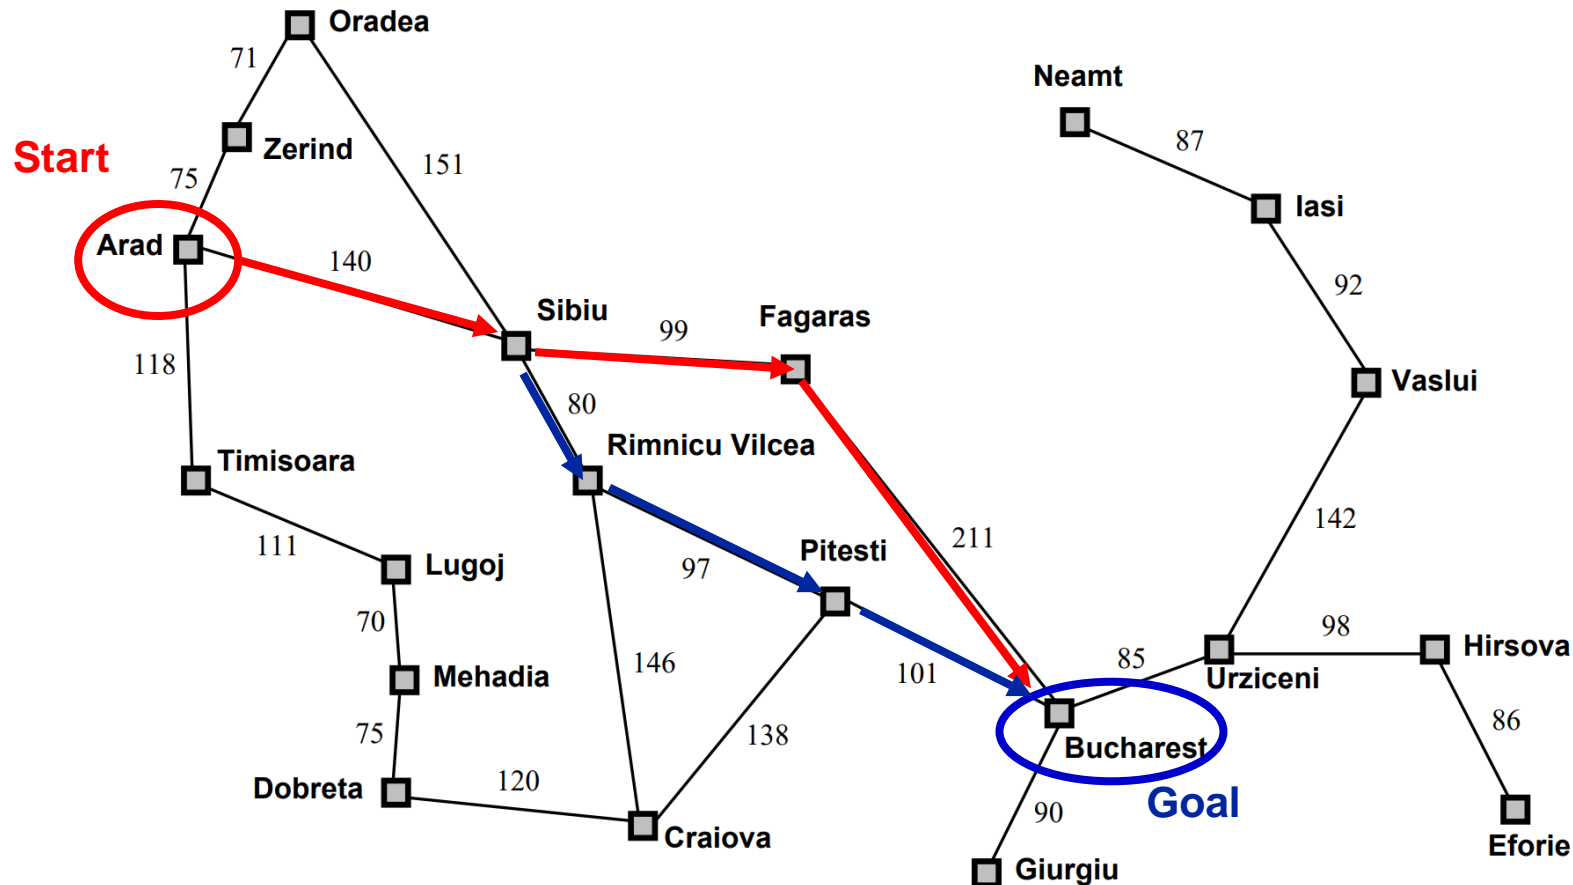 Oradea
71
Neamt
Zerind
87
Start
151
75
Iasi
Arad
140
92
Sibiu
Fagaras
99
118
Vaslui
80
Rimnicu Vilcea
Timisoara
142
211
111
Pitesti
Lugoj
97
70
98
Hirsova
146
85
Mehadia
101
Urziceni
86
75
138
Bucharest
Dobreta
120
Goal
90
Craiova
Eforie
Giurgiu